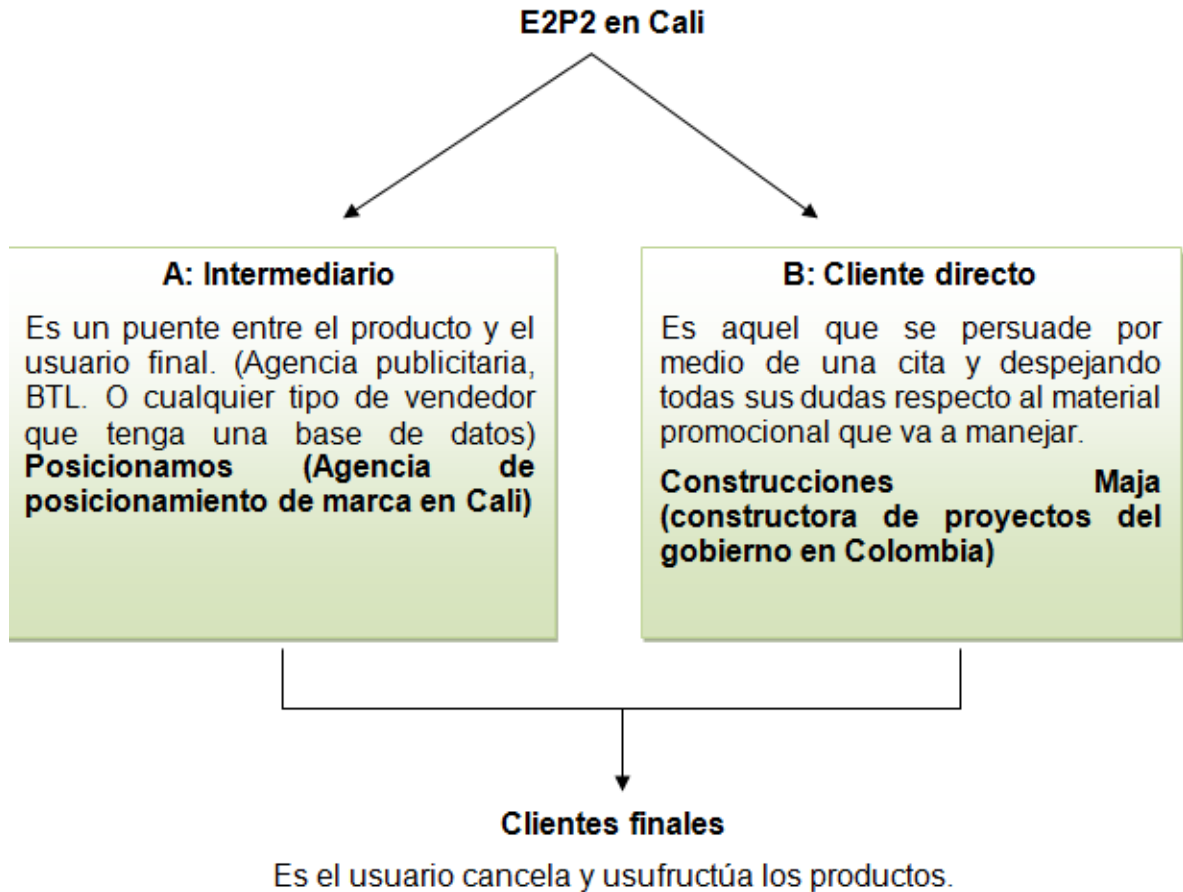 E2P2 en Cali
A: Intermediario
Es un puente entre el producto y el
usuario final. (Agencia publicitaria,
BTL. O cualquier tipo de vendedor
que tenga una base de datos)
Posicionamos (Agencia de
posicionamiento de marca en Cali)
B: Cliente directo
Es aquel que se persuade por
medio de una cita y despejando
todas sus dudas respecto al material
promocional que va a manejar.
Construcciones Maja
(constructora de proyectos del
gobierno en Colombia)
Clientes finales
Es el usuario cancela y usufructúa los productos.